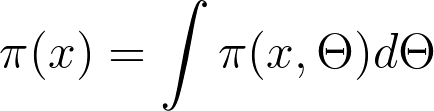 π(x) = ∫ π(x, Θ)dΘ